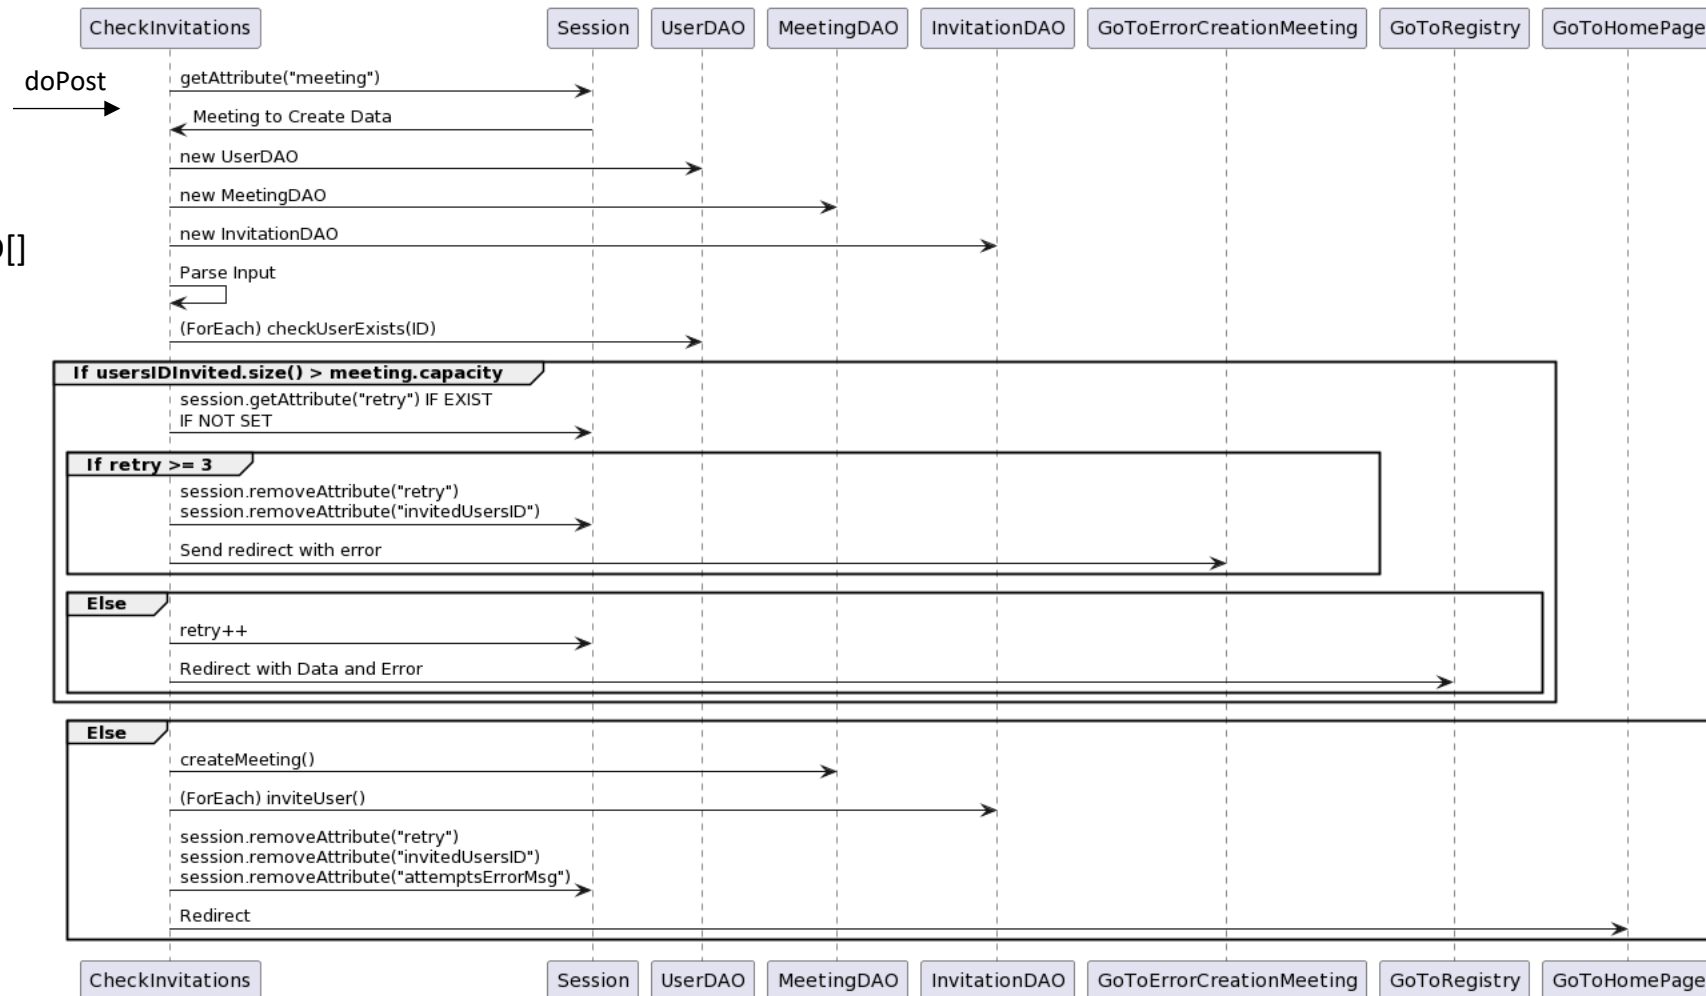 CheckInvitations
Session
UserDAO
MeetingDAO
InvitationDAO
GoToErrorCreationMeeting
GoToRegistry
GoToHomePage
doPost
getAttribute("meeting")
Meeting to Create Data
new UserDAO
new MeetingDAO
new InvitationDAO
[]
Parse Input
(ForEach) checkUserExists(ID)
If usersIDInvited.size() > meeting.capacity
session.getAttribute("retry") IF EXIST
IF NOT SET
If retry >= 3
session.removeAttribute("retry")
session.removeAttribute("invitedUsersID")
Send redirect with error
Else
retry++
Redirect with Data and Error
Else
createMeeting()
(ForEach) inviteUser()
session.removeAttribute("retry")
session.removeAttribute("invitedUsersID")
session.removeAttribute("attemptsErrorMsg")
Redirect
CheckInvitations
Session
UserDAO
MeetingDAO
InvitationDAO
GoToErrorCreationMeeting
GoToRegistry
GoToHomePage